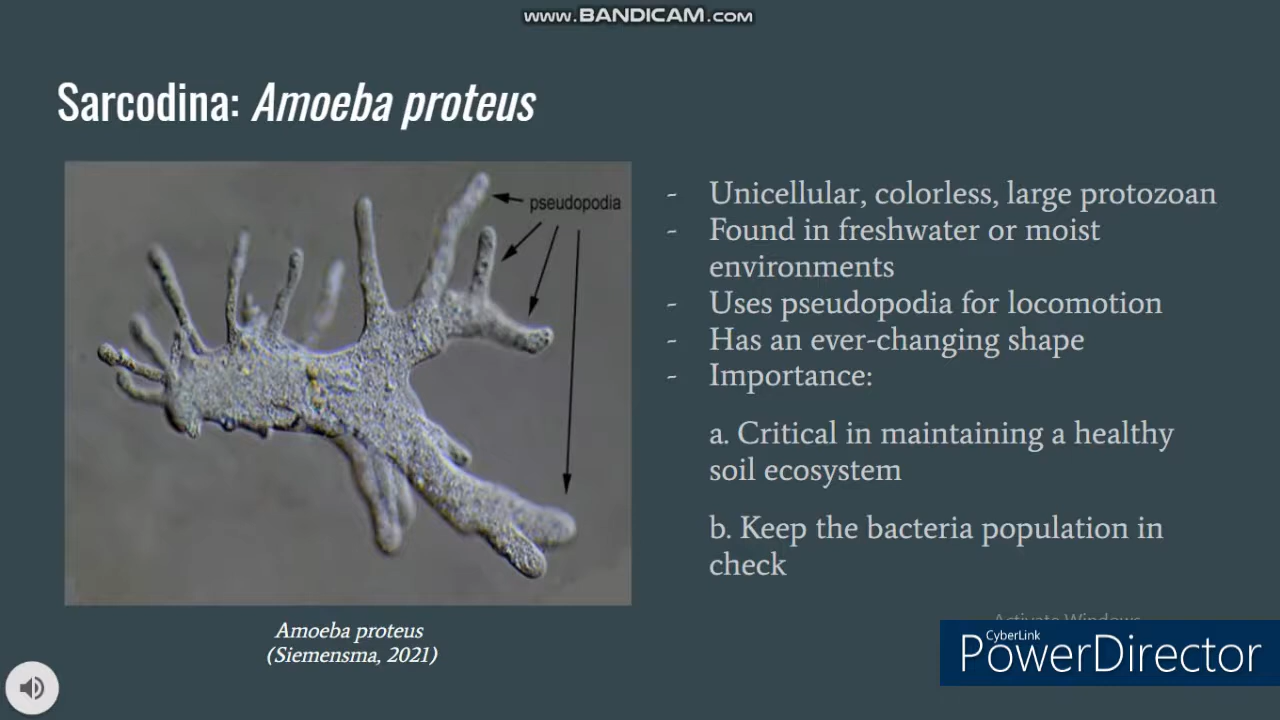 www.BANDICAM.com
Sarcodina: Amoeba proteus
pseudopodia
- Unicellular, colorless, large protozoan
- Found in freshwater or moist
environments
- Uses pseudopodia for locomotion
- Has an ever-changing shape
- Importance:
a. Critical in maintaining a healthy
soil ecosystem
b. Keep the bacteria population in
check
Amoeba proteus
(Siemensma, 2021)
Activate Windows
CyberLink
PowerDirector